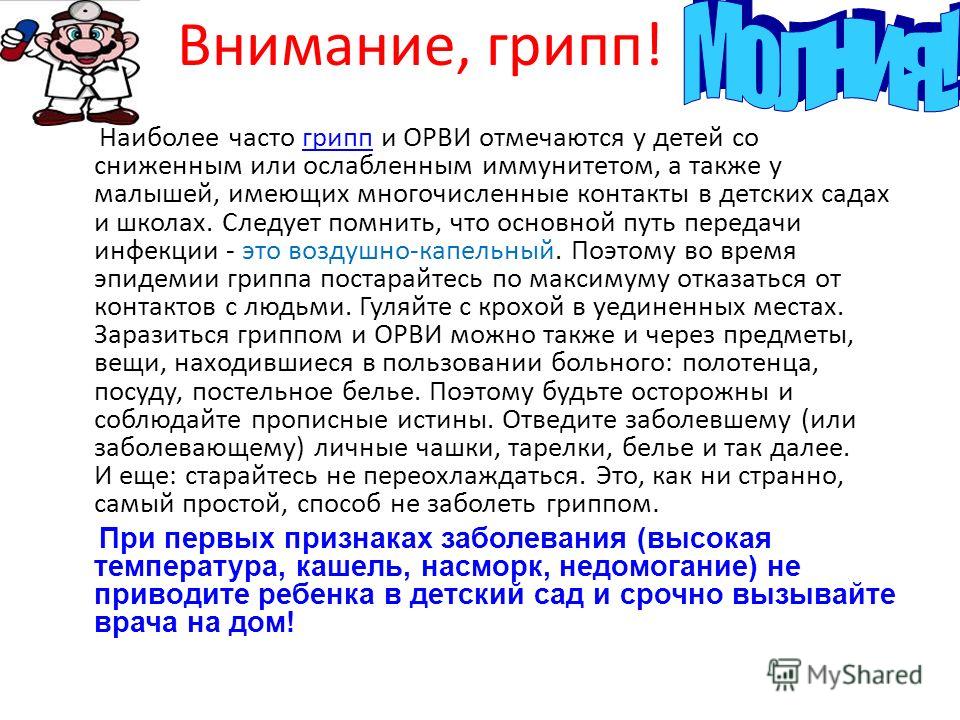 Внимание, грипп!
Молния!
Наиболее часто грипп и ОРВИ отмечаются у детей со
сниженным или ослабленным иммунитетом, а также у
малышей, имеющих многочисленные контакты в детских садах
и школах. Следует помнить, что основной путь передачи
инфекции - это воздушно-капельный. Поэтому во время
эпидемии гриппа постарайтесь по максимуму отказаться от
контактов с людьми. Гуляйте с крохой в уединенных местах.
Заразиться гриппом и ОРВИ можно также и через предметы,
вещи, находившиеся в пользовании больного: полотенца,
посуду, постельное белье. Поэтому будьте осторожны и
соблюдайте прописные истины. Отведите заболевшему (или
заболевающему) личные чашки, тарелки, белье и так далее.
И еще: старайтесь не переохлаждаться. Это, как ни странно,
самый простой, способ не заболеть гриппом.
При первых признаках заболевания (высокая
температура, кашель, насморк, недомогание) не
приводите ребенка в детский сад и срочно вызывайте
врача на дом!
MyShared